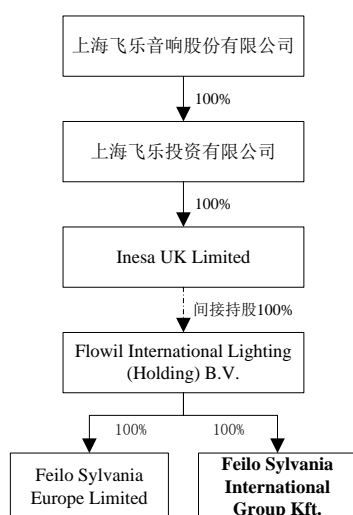 上海飞乐音响股份有限公司
100%
上海飞乐投资有限公司
100%
Inesa UK Limited
间接持股100%
Flowil International Lighting
(Holding) B.V.
100%
100%
Feilo Sylvania
Europe Limited
Feilo Sylvania
International
Group Kft.